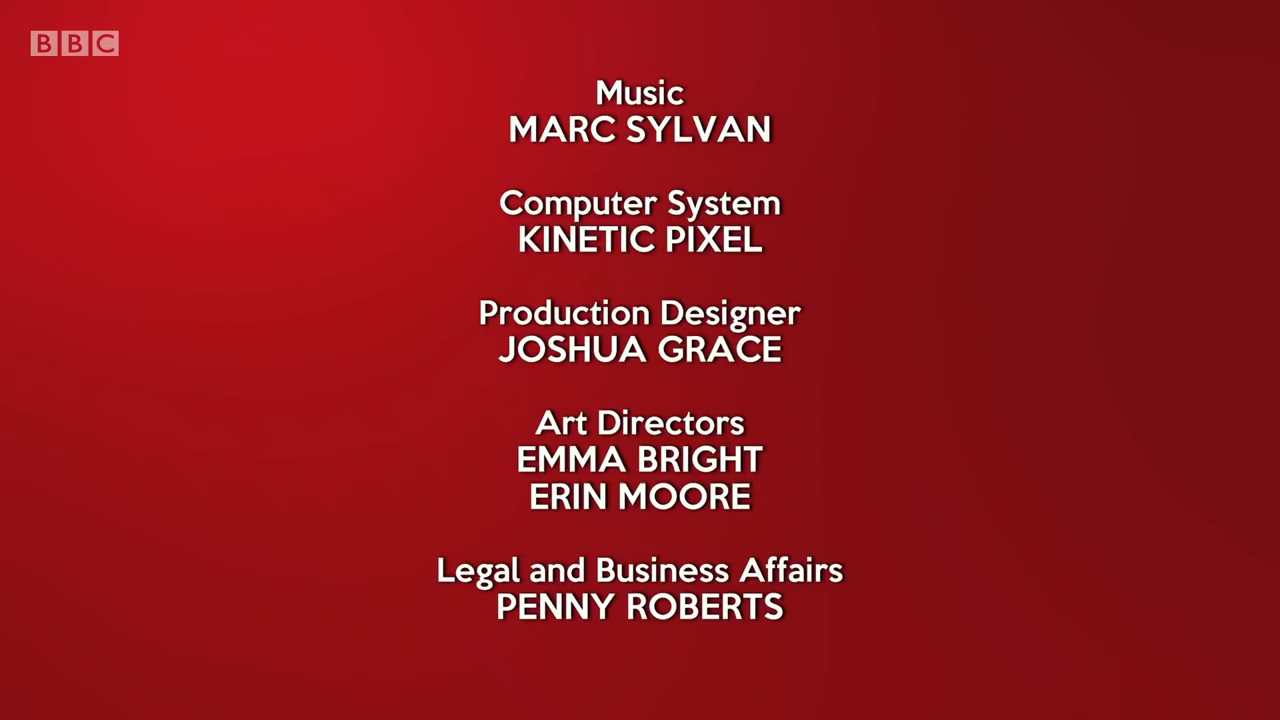 BBC
Music
MARC SYLVAN
Computer System
KINETIC PIXEL
Production Designer
JOSHUA GRACE
Art Directors
EMMA BRIGHT
ERIN MOORE
Legal and Business Affairs
PENNY ROBERTS